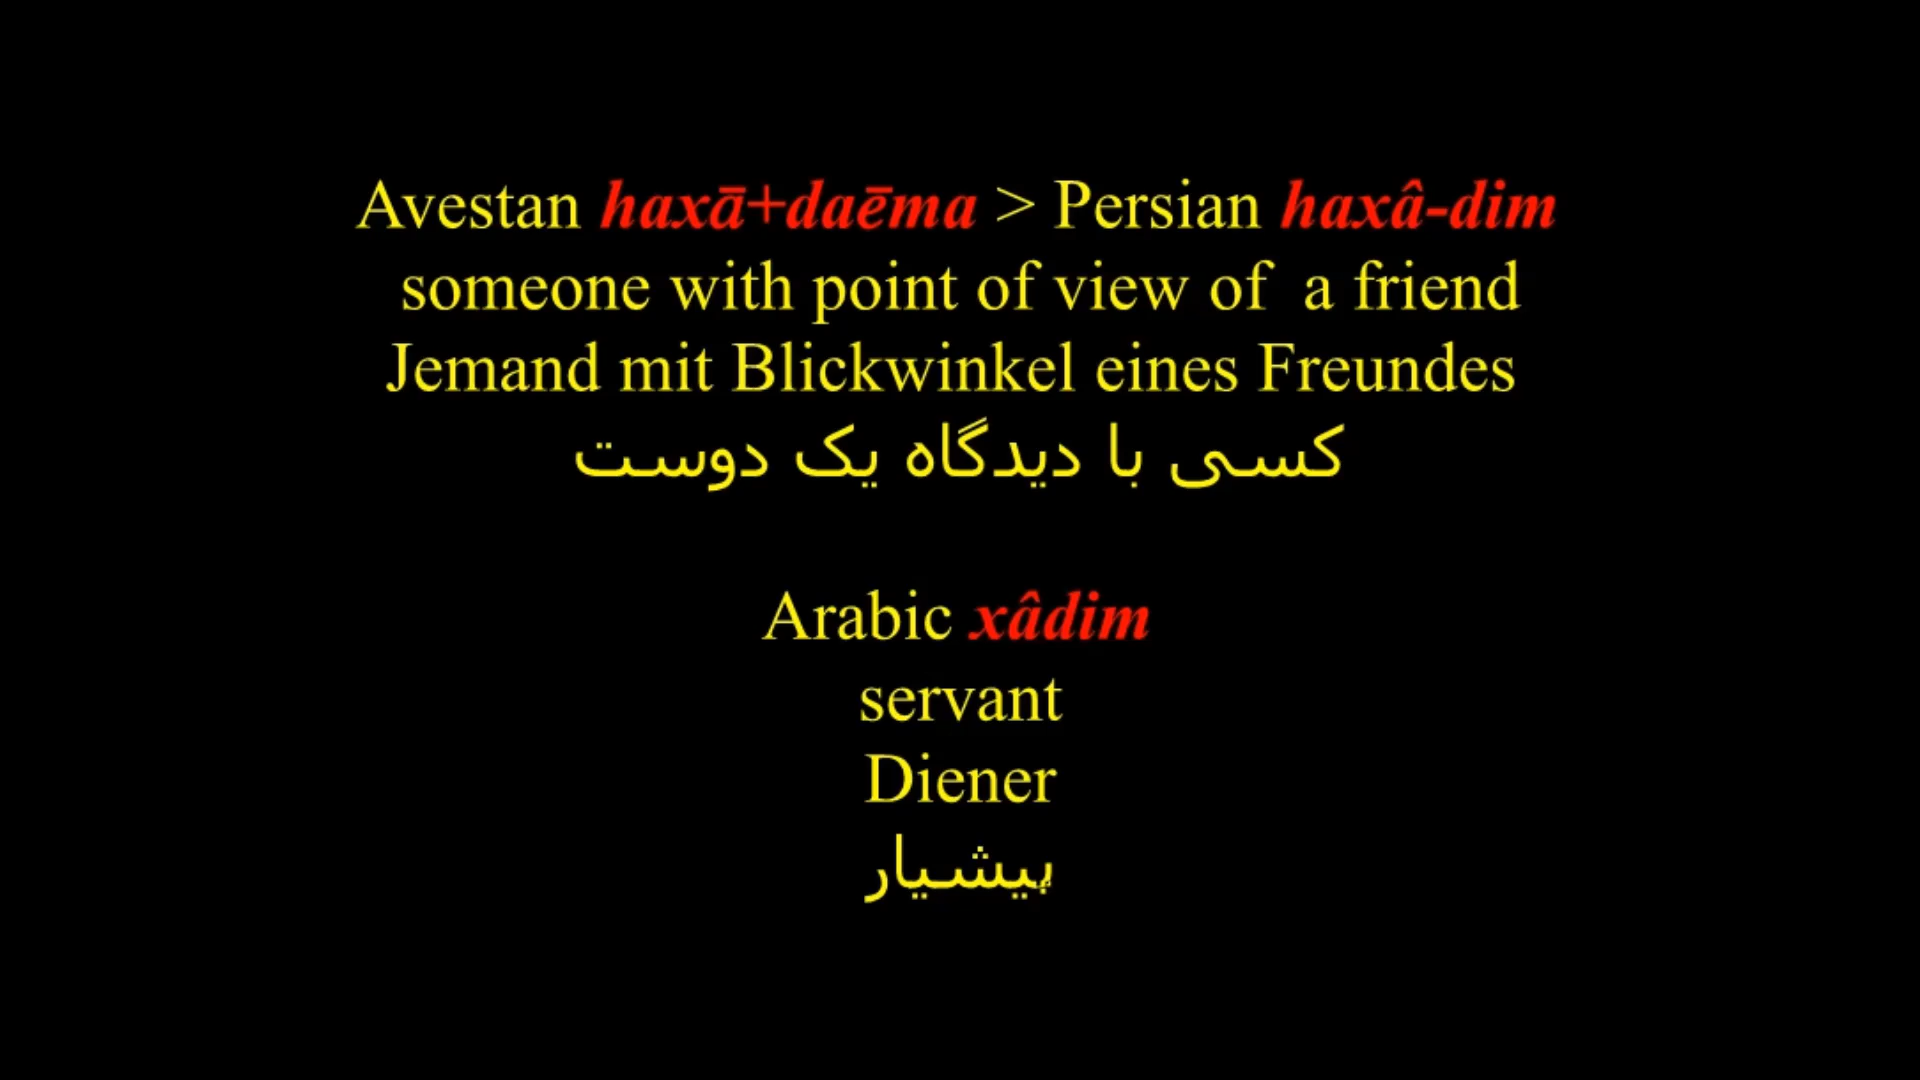 Avestan haxā+daēma > Persian haxâ-dim
someone with point of view of a friend
Jemand mit Blickwinkel eines Freundes
کسی با دیدگاه یک دوست
Arabic xâdim
servant
Diener
پیشیار